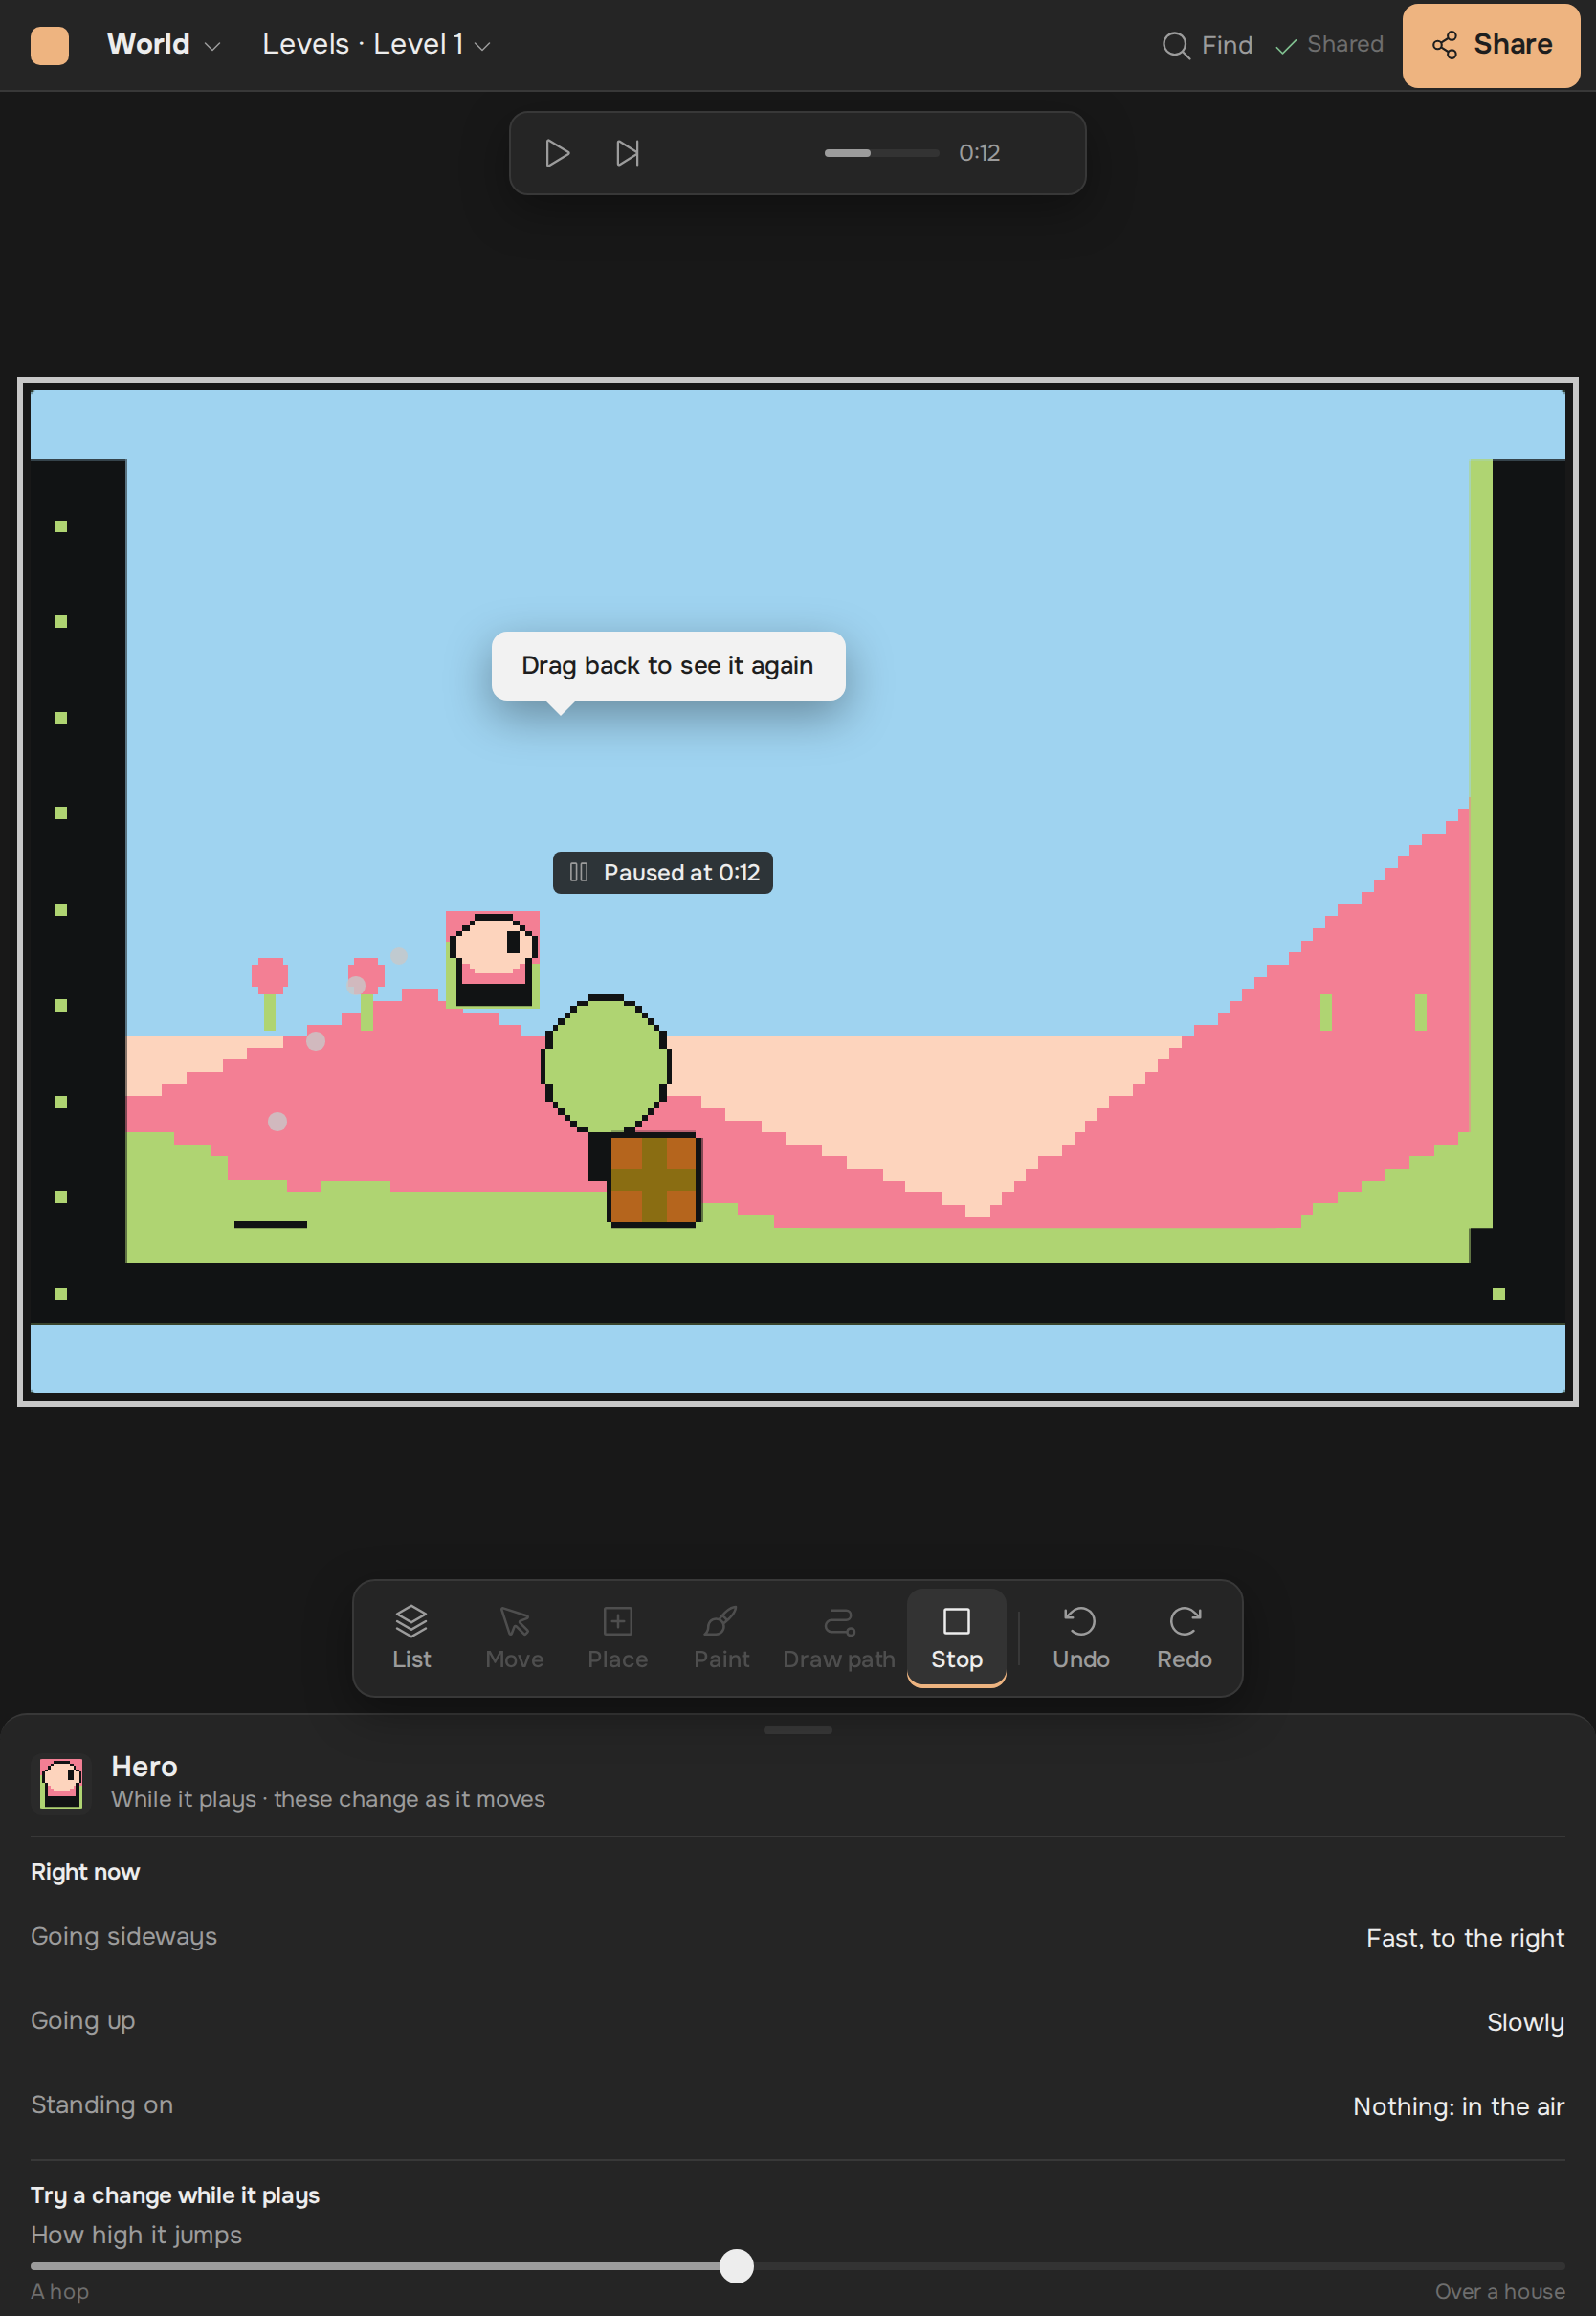 World
Levels · Level 1
Find
Shared
Share
0:12
Drag back to see it again
Paused at 0:12
List
Move
Place
Paint
Draw path
Stop
Undo
Redo
Hero
While it plays · these change as it moves
Right now
Going sideways
Fast, to the right
Going up
Slowly
Standing on
Nothing: in the air
Try a change while it plays
How high it jumps
A hop
Over a house